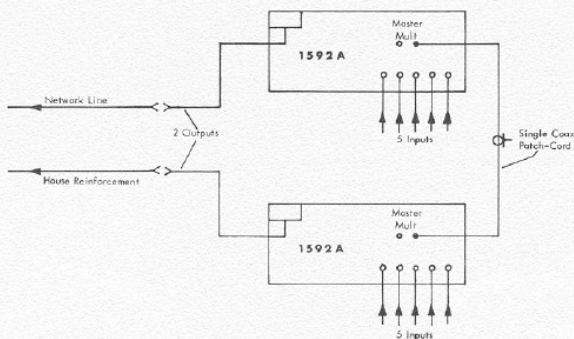 Master
Mult
1592A
Network Line
2 Outputs
5 Inputs
Single Coax
Patch-Cord
House Reinforcement
Master
Mult
1592A
5 Inputs